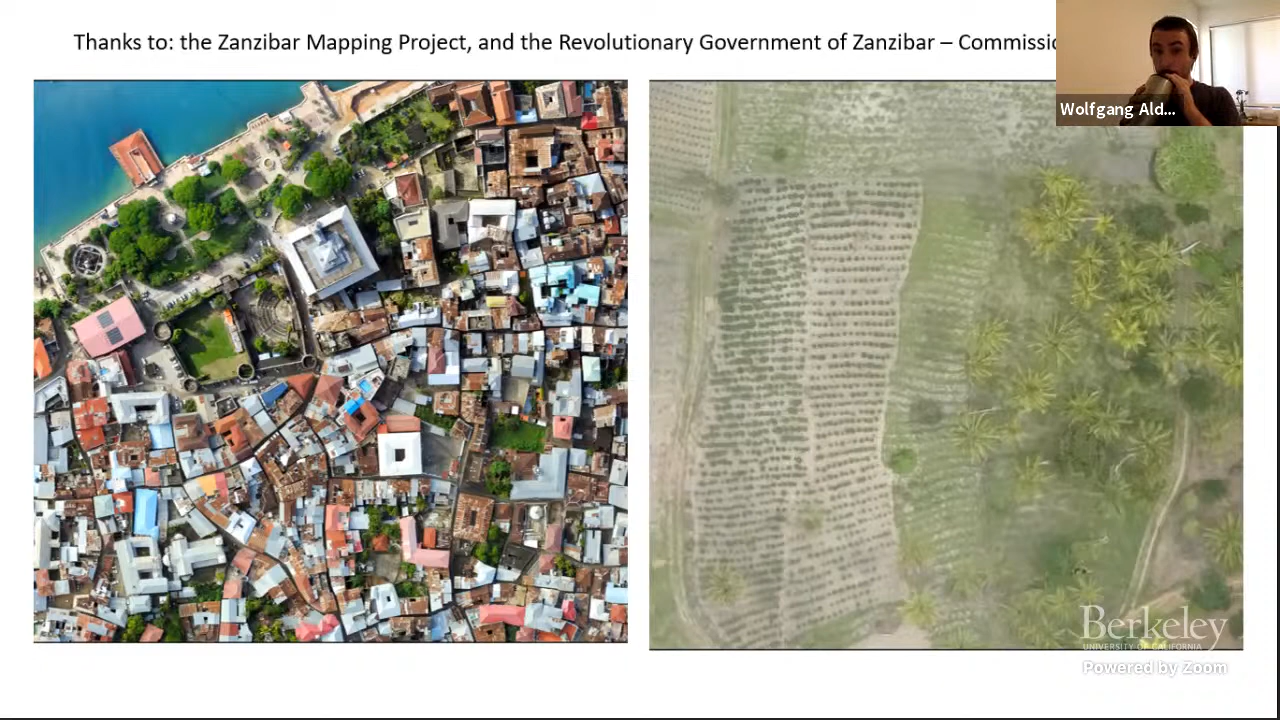 Thanks to: the Zanzibar Mapping Project, and the Revolutionary Government of Zanzibar –
Wolfgang Ald...
Berkeley
UNIVERSITY OF CALIFORNIA
Powered by Zoom